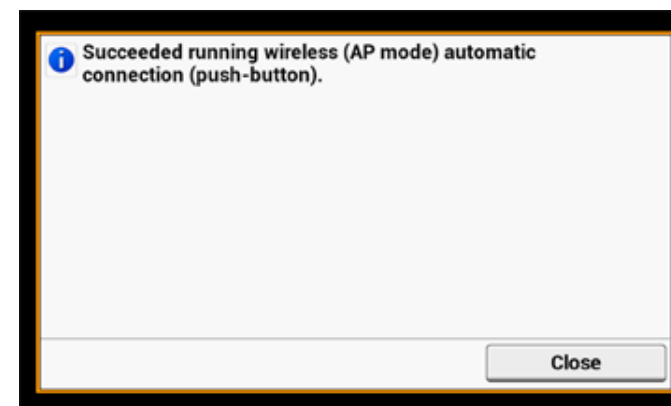 Succeeded running wireless (AP mode) automatic
connection (push-button).
Close